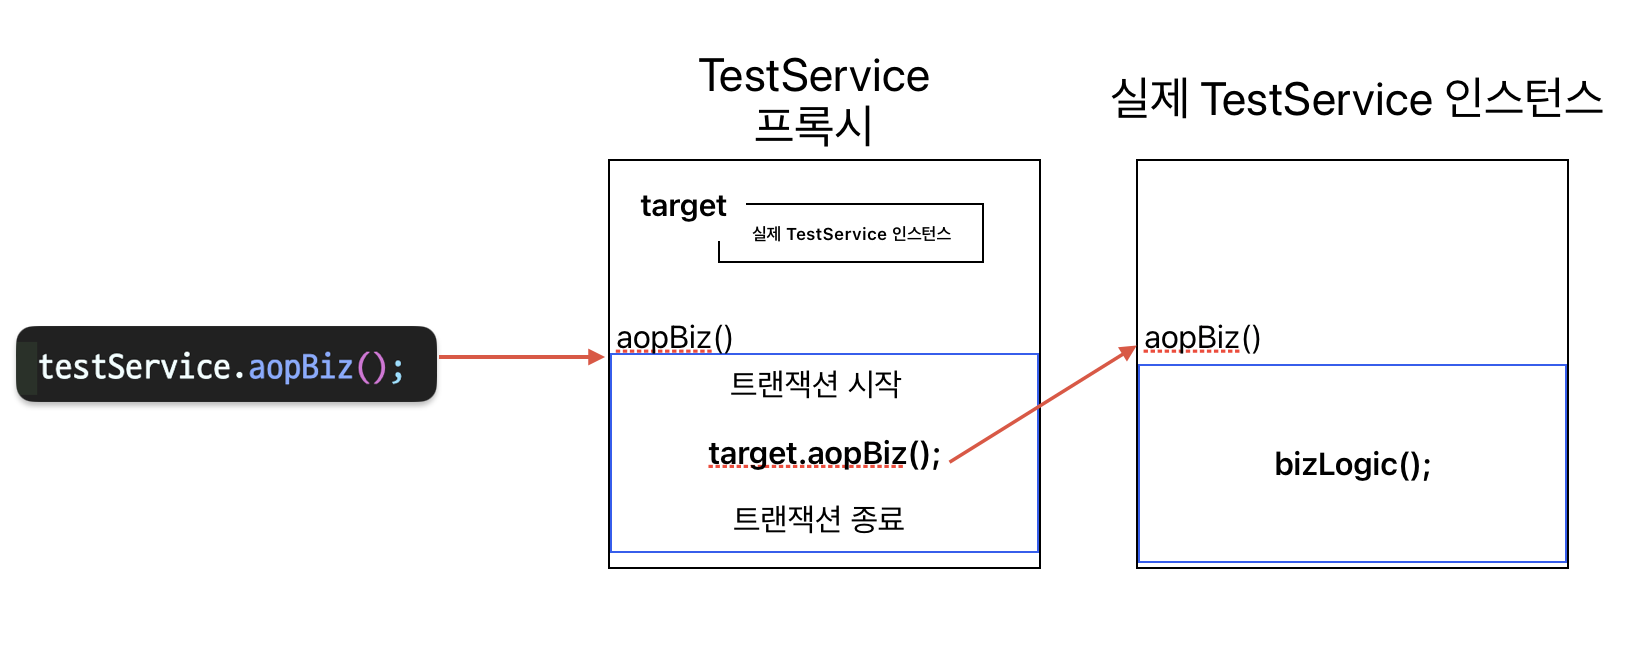 testService.aopBiz();
TestService
프록시
target
실제 TestService 인스턴스
aopBiz()
트랜잭션 시작
target.aopBiz();
트랜잭션 종료
실제 TestService 인스턴스
aopBiz()
bizLogic();